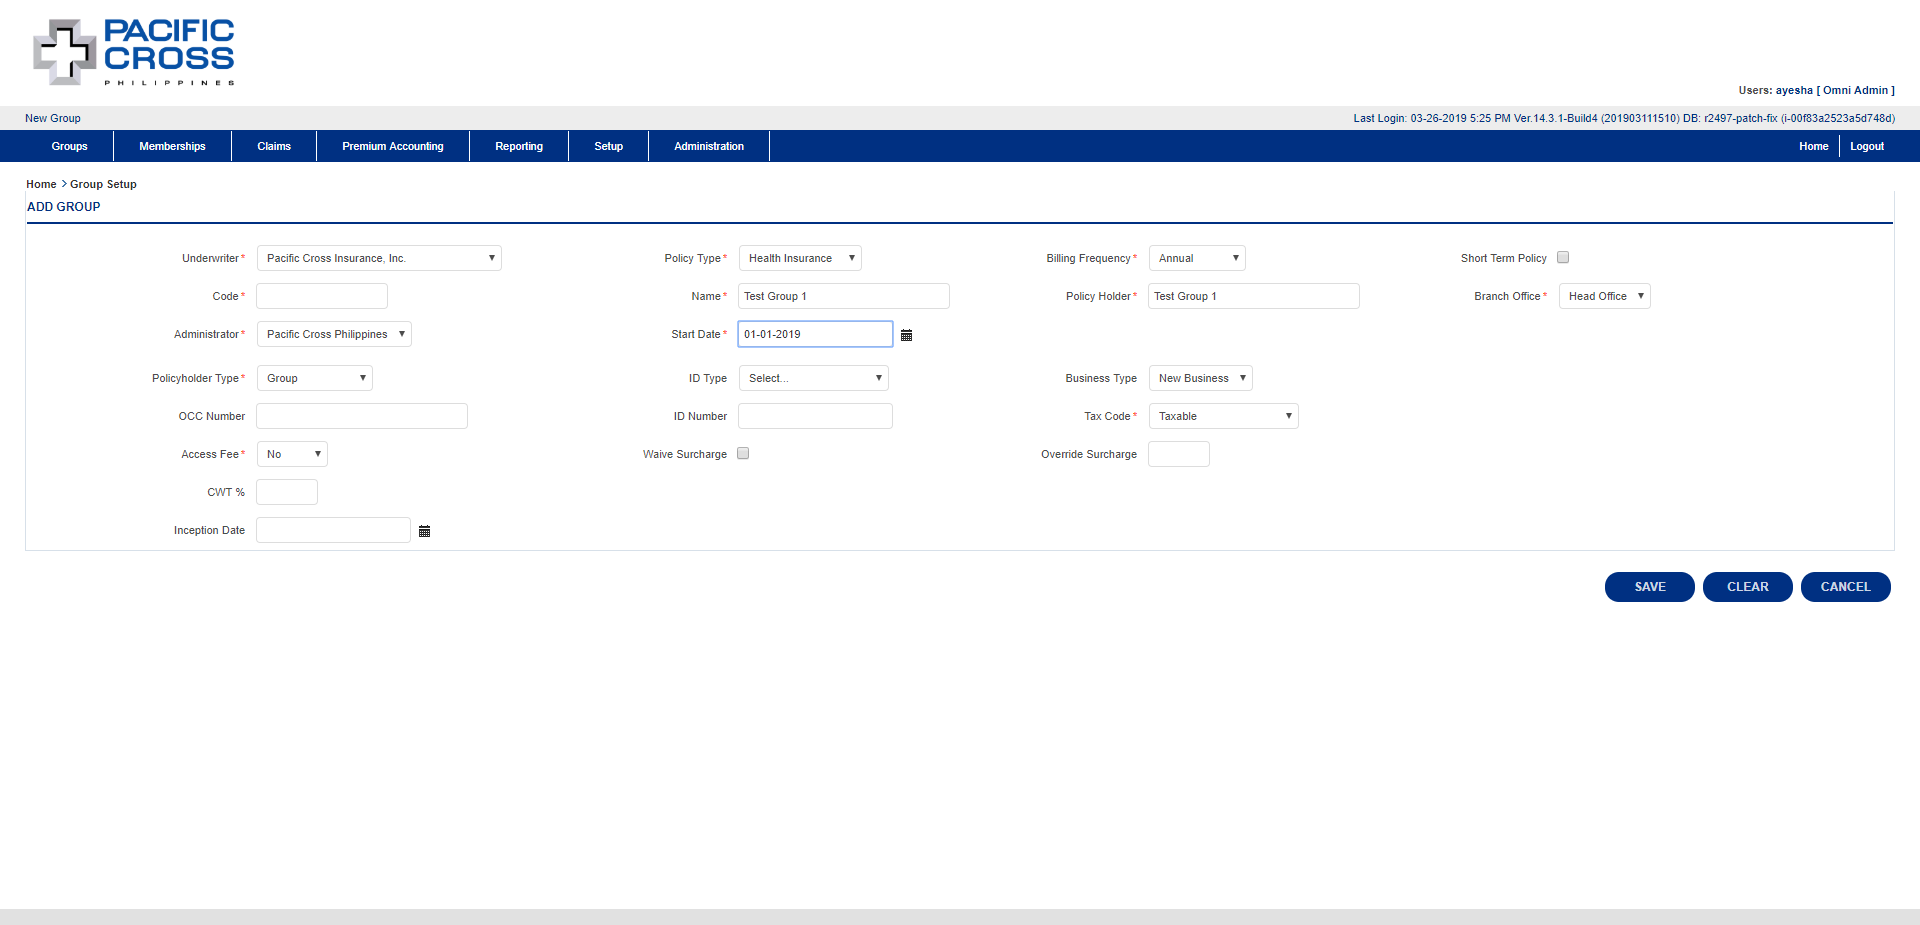 PACIFIC
CROSS
PHILIPPINES
Users: ayesha [ Omni Admin ]
New Group
Last Login: 03-26-2019 5:25 PM Ver.14.3.1-Build4 (201903111510) DB: r2497-patch-fix (i-00f83a2523a5d748d)
Groups Memberships Claims Premium Accounting Reporting Setup Administration Home Logout
Home > Group Setup
ADD GROUP
Underwriter* Pacific Cross Insurance, Inc. Policy Type* Health Insurance Billing Frequency* Annual Short Term Policy
Code* Name* Test Group 1 Policy Holder* Test Group 1 Branch Office* Head Office
Administrator* Pacific Cross Philippines Start Date* 01-01-2019
Policyholder Type* Group ID Type Select... Business Type New Business
OCC Number ID Number Tax Code* Taxable
Access Fee* No Waive Surcharge Override Surcharge
CWT %
Inception Date
SAVE CLEAR CANCEL